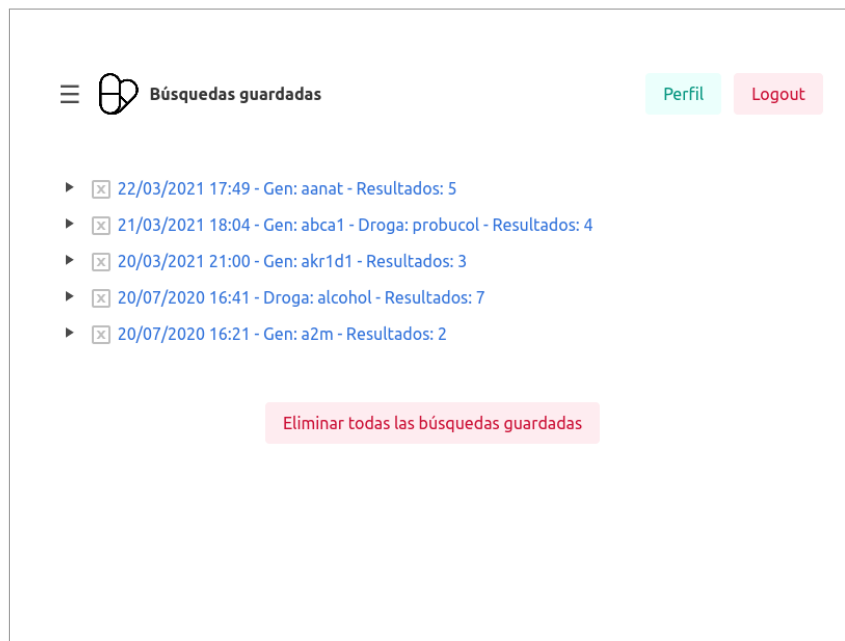 Búsquedas guardadas
Perfil
Logout
22/03/2021 17:49 - Gen: aanat - Resultados: 5
21/03/2021 18:04 - Gen: abca1 - Droga: probucol - Resultados: 4
20/03/2021 21:00 - Gen: akr1d1 - Resultados: 3
20/07/2020 16:41 - Droga: alcohol - Resultados: 7
20/07/2020 16:21 - Gen: a2m - Resultados: 2
Eliminar todas las búsquedas guardadas